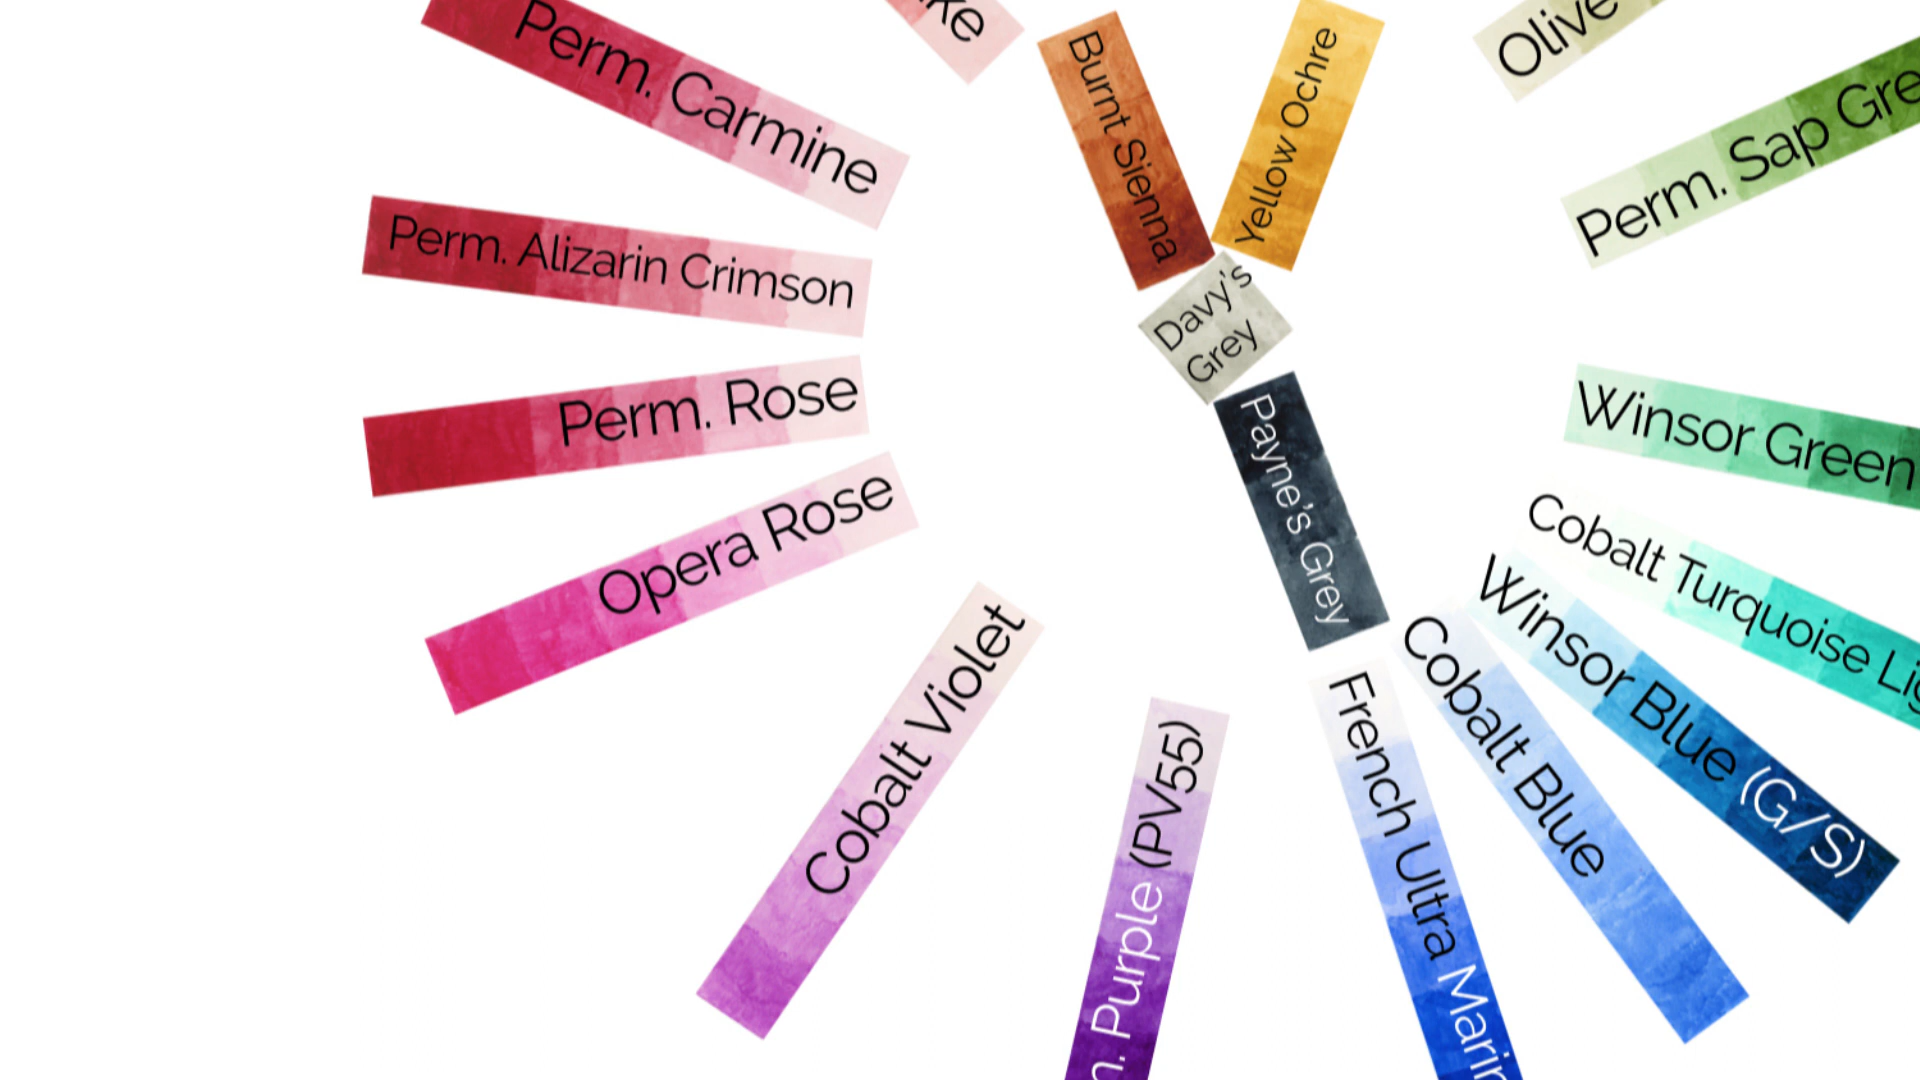 Perm. Carmine
Perm. Alizarin Crimson
Perm. Rose
Opera Rose
Cobalt Violet
Purple (PV55)
French Ultra
Cobalt Blue
Winsor Blue (G/S)
Cobalt Turquoise
Winsor Green
Perm. Sap
Olive
Burnt Sienna
Yellow Ochre
Davy's
Grey
Payne's Grey